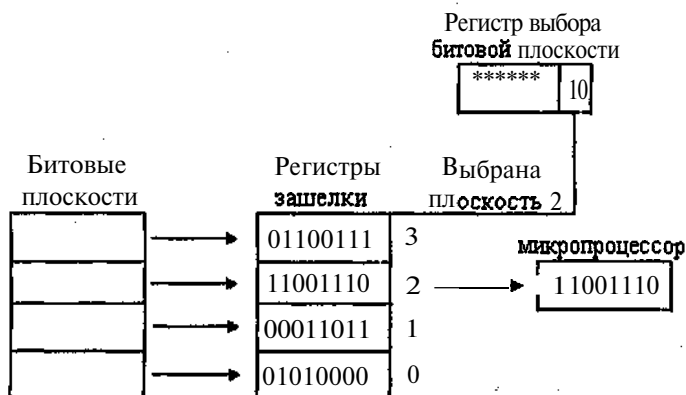 Регистр выбора
битовой плоскости
****** 10
Битовые
плоскости
Регистры
зашелки
Выбрана
плоскость 2
01100111 3
11001110 2
00011011 1
01010000 0
микропроцессор
11001110